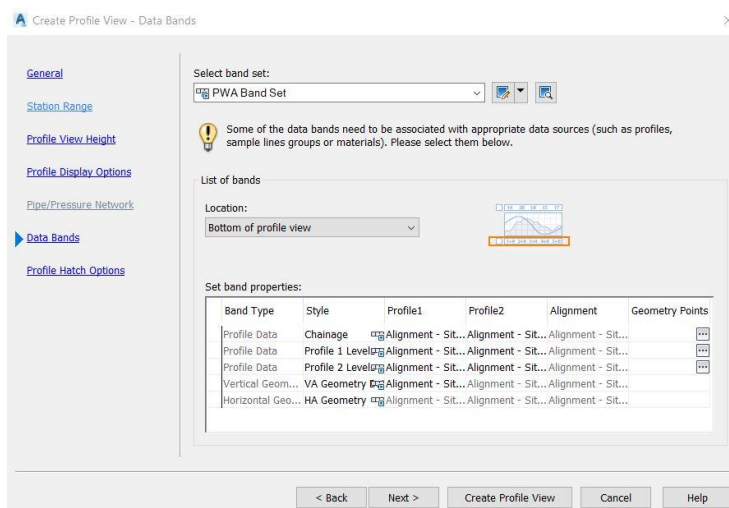 Create Profile View - Data Bands
General
Station Range
Profile View Height
Profile Display Options
Pipe/Pressure Network
Data Bands
Profile Hatch Options
Select band set:
PWA Band Set
Some of the data bands need to be associated with appropriate data sources (such as profiles,
sample lines groups or materials). Please select them below.
List of bands
Location:
Bottom of profile view
Set band properties:
Band Type Style Profile1 Profile2 Alignment Geometry Points
Profile Data Chainage Alignment - Sit... Alignment - Sit... Alignment - Sit... ...
Profile Data Profile 1 Level Alignment - Sit... Alignment - Sit... Alignment - Sit... ...
Profile Data Profile 2 Level Alignment - Sit... Alignment - Sit... Alignment - Sit... ...
Vertical Geom... VA Geometry Alignment - Sit... Alignment - Sit... Alignment - Sit...
Horizontal Geo... HA Geometry Alignment - Sit... Alignment - Sit... Alignment - Sit...
< Back Next > Create Profile View Cancel Help